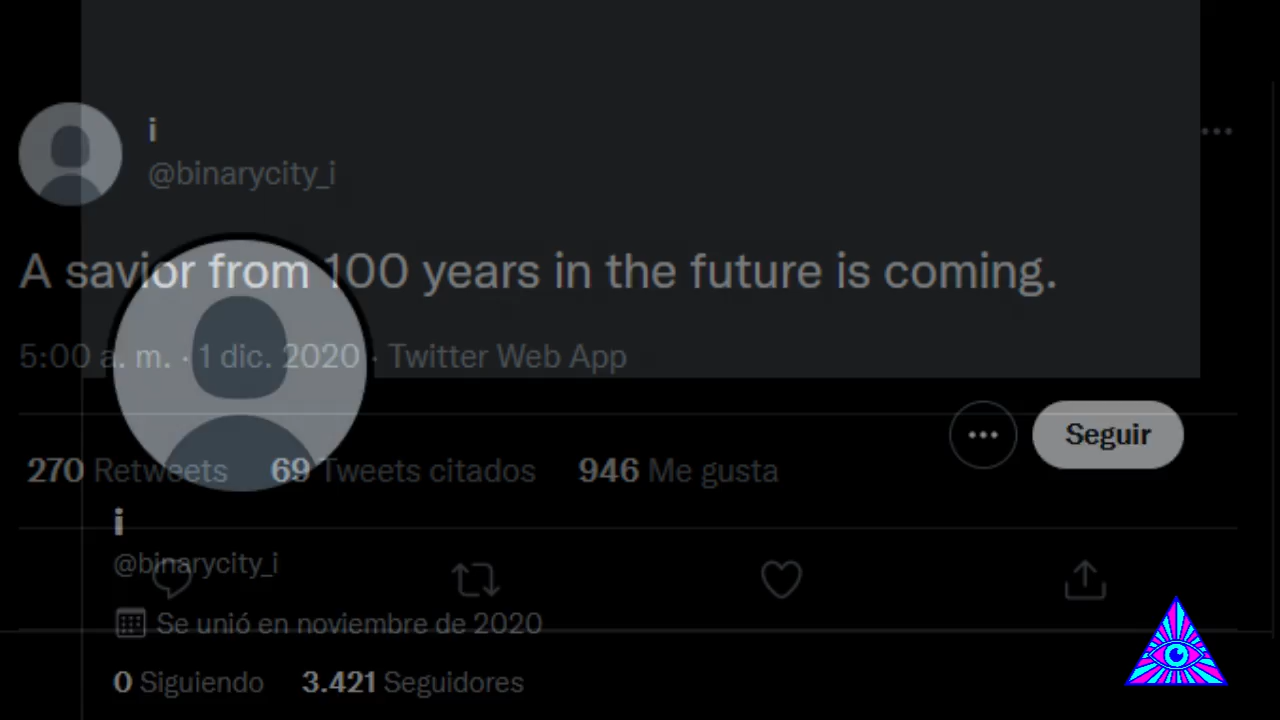 i
@binarycity_i
A savior from 100 years in the future is coming.
5:00 a. m. · 1 dic. 2020 · Twitter Web App
Seguir
270 Retweets 69 Tweets citados 946 Me gusta
i
@binarycity_i
Se unió en noviembre de 2020
0 Siguiendo 3.421 Seguidores